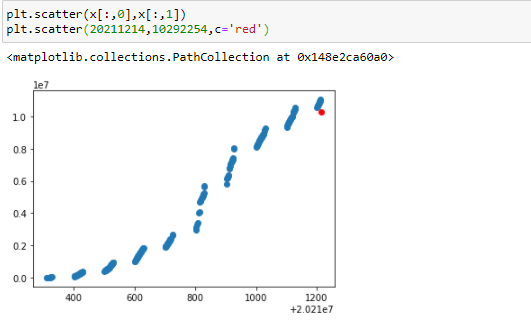 plt.scatter(x[:,0],x[:,1])
plt.scatter(20211214,10292254,c='red')
<matplotlib.collections.PathCollection at 0x148e2ca60a0>
1e7
1.0
0.8
0.6
0.4
0.2
0.0
400 600 800 1000 1200
+2.021e7